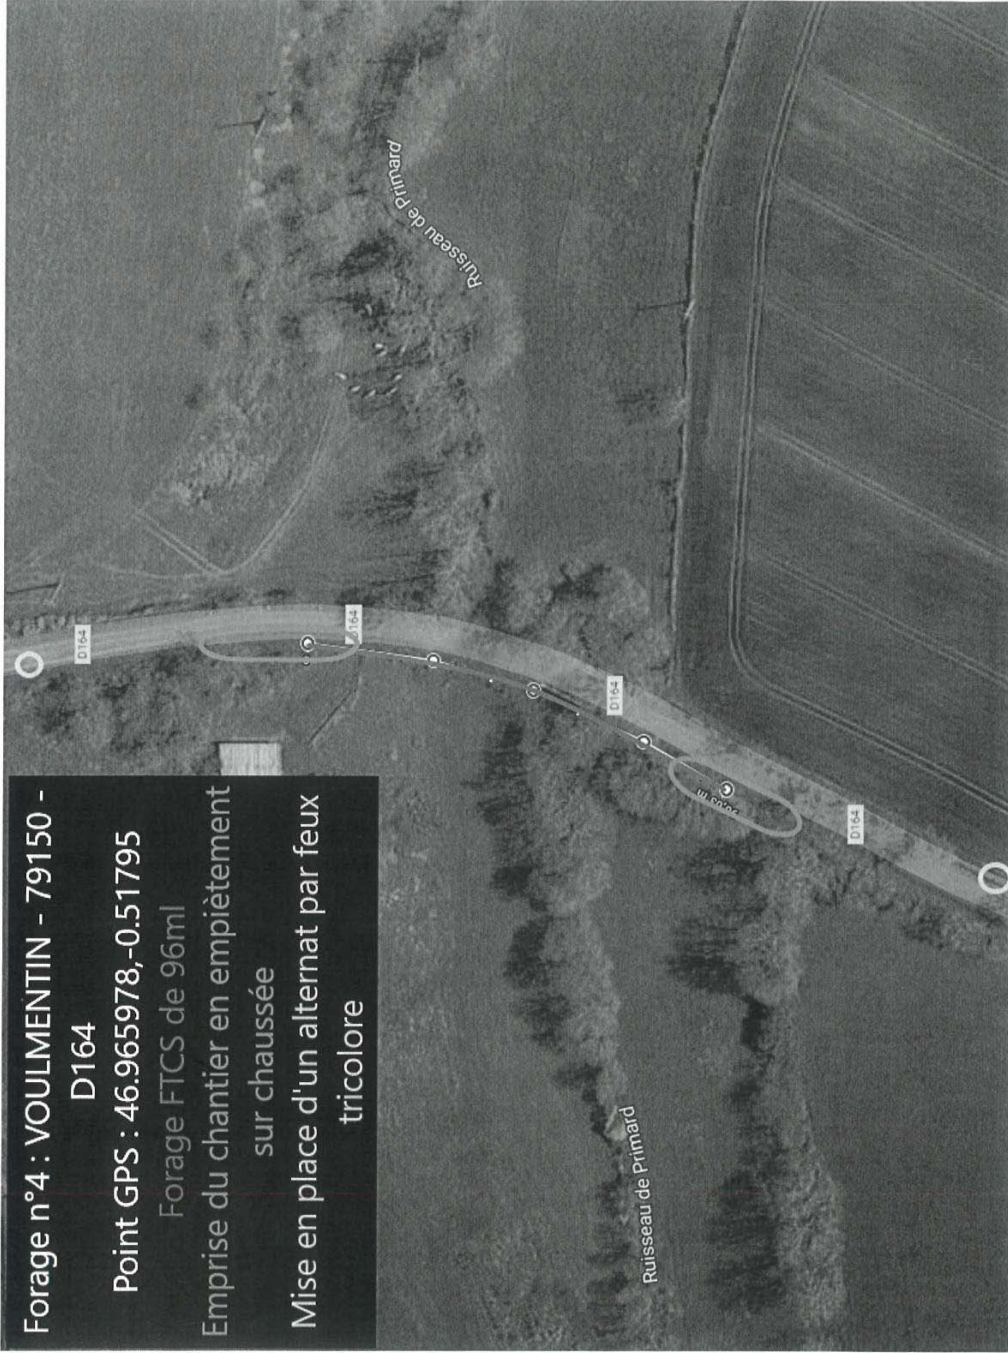 Forage n°4 : VOULMENTIN - 79150 -
D164
Point GPS : 46.965978,-0.51795
Forage FTCS de 96ml
Emprise du chantier en empiètement
sur chaussée
Mise en place d'un alternat par feux
tricolore
D164
D164
D164
D164
Ruisseau de Primard
Ruisseau de Primard